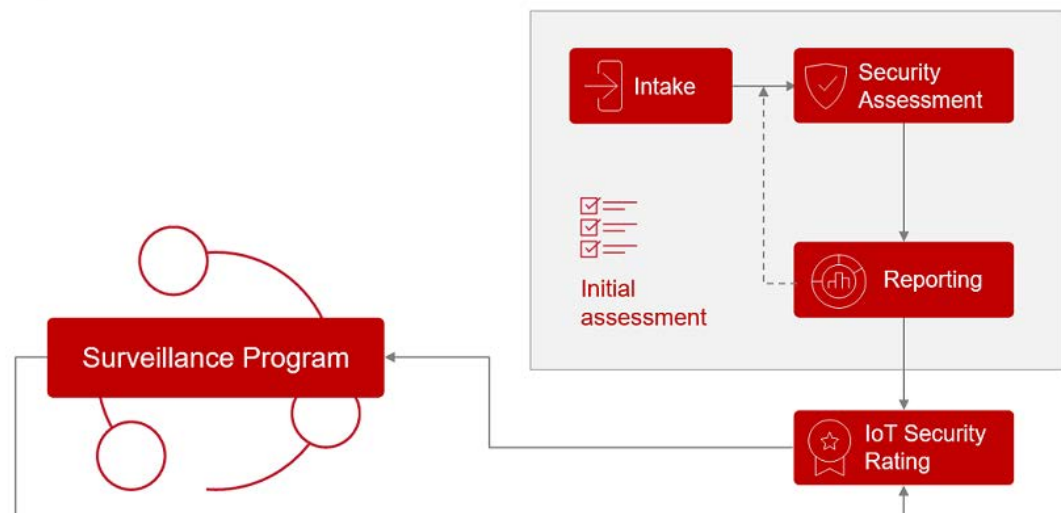 Intake
Security
Assessment
Initial
assessment
Reporting
Surveillance Program
IoT Security
Rating